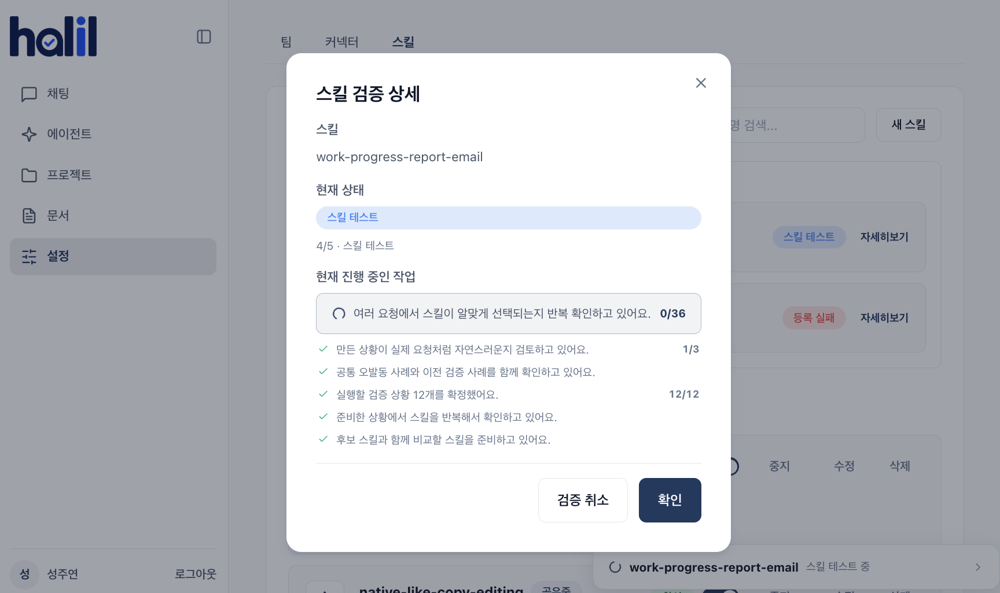 halil
채팅
에이전트
프로젝트
문서
설정
성
성주연
로그아웃
팀
커넥터
스킬
명 검색...
새 스킬
스킬 테스트
자세히보기
등록 실패
자세히보기
중지
수정
삭제
스킬 검증 상세
스킬
work-progress-report-email
현재 상태
스킬 테스트
4/5 · 스킬 테스트
현재 진행 중인 작업
여러 요청에서 스킬이 알맞게 선택되는지 반복 확인하고 있어요. 0/36
만든 상황이 실제 요청처럼 자연스러운지 검토하고 있어요. 1/3
공통 오발동 사례와 이전 검증 사례를 함께 확인하고 있어요.
실행할 검증 상황 12개를 확정했어요. 12/12
준비한 상황에서 스킬을 반복해서 확인하고 있어요.
후보 스킬과 함께 비교할 스킬을 준비하고 있어요.
검증 취소
확인
work-progress-report-email 스킬 테스트 중
native-like-copy-editing
공유중